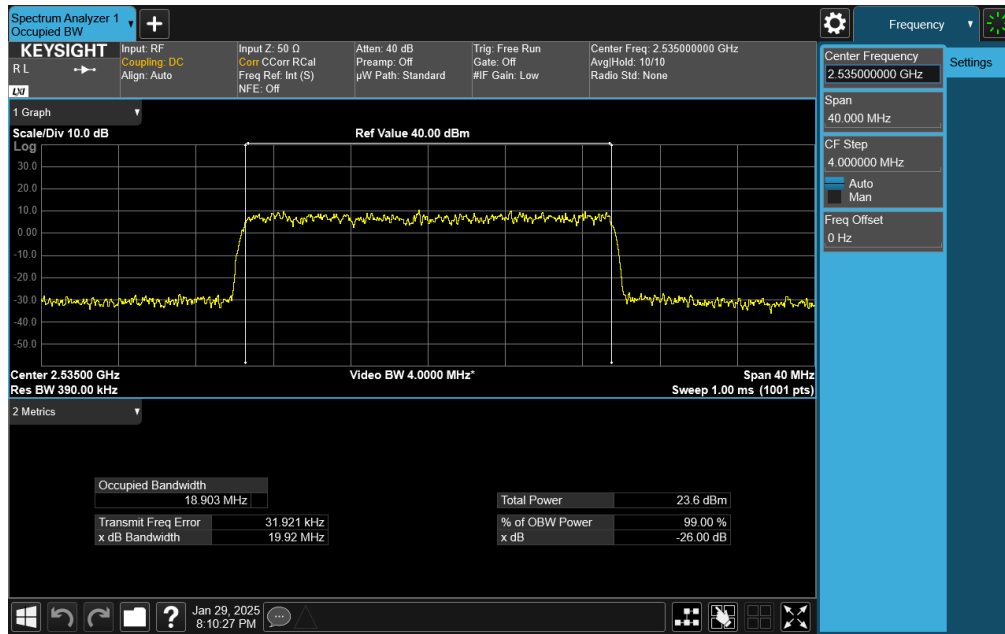 Spectrum Analyzer 1
Occupied BW
Frequency
KEYSIGHT
R L
LXI
Input: RF
Coupling: DC
Align: Auto
Input Z: 50 Ω
Corr CCorr RCal
Freq Ref: Int (S)
NFE: Off
Atten: 40 dB
Preamp: Off
µW Path: Standard
Trig: Free Run
Gate: Off
#IF Gain: Low
Center Freq: 2.535000000 GHz
Avg|Hold: 10/10
Radio Std: None
Center Frequency
2.535000000 GHz
Settings
Span
40.000 MHz
CF Step
4.000000 MHz
Auto
Man
Freq Offset
0 Hz
1 Graph
Scale/Div 10.0 dB
Ref Value 40.00 dBm
Log
30.0
20.0
10.0
0.00
-10.0
-20.0
-30.0
-40.0
-50.0
Center 2.53500 GHz
Video BW 4.0000 MHz*
Span 40 MHz
Res BW 390.00 kHz
Sweep 1.00 ms (1001 pts)
2 Metrics
Occupied Bandwidth
18.903 MHz
Total Power 23.6 dBm
Transmit Freq Error 31.921 kHz
% of OBW Power 99.00 %
x dB Bandwidth 19.92 MHz
x dB -26.00 dB
?
Jan 29, 2025
8:10:27 PM